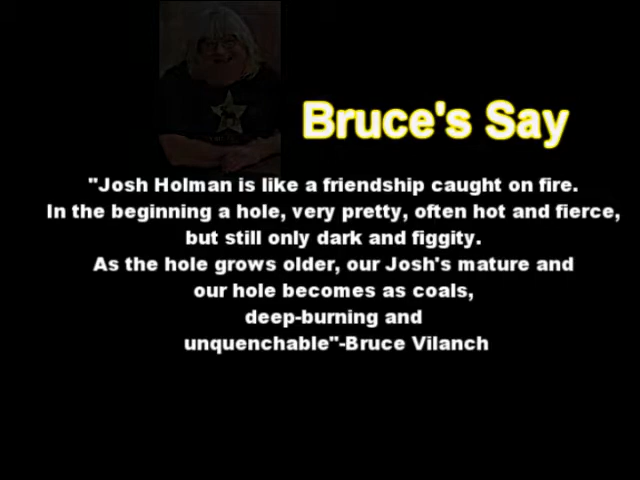 Bruce's Say
"Josh Holman is like a friendship caught on fire.
In the beginning a hole, very pretty, often hot and fierce,
but still only dark and figgity.
As the hole grows older, our Josh's mature and
our hole becomes as coals,
deep-burning and
unquenchable"-Bruce Vilanch